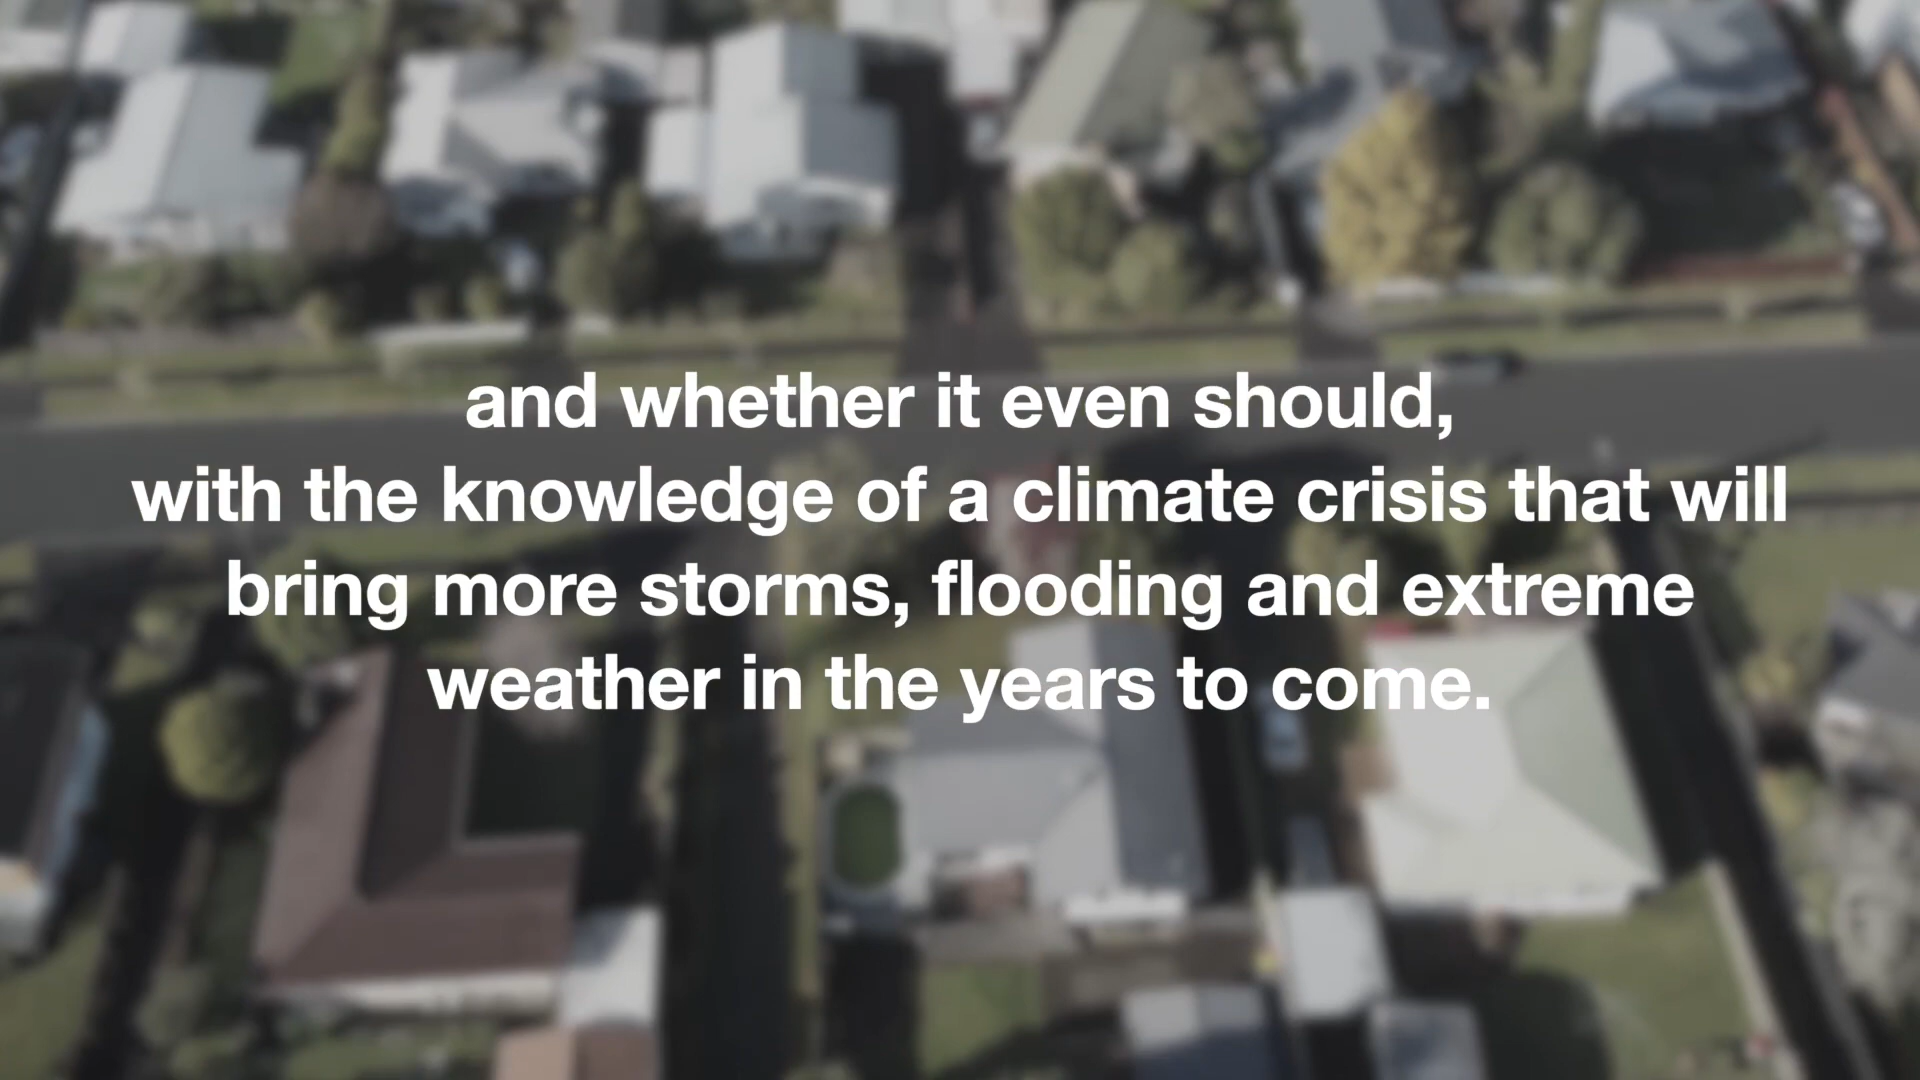 and whether it even should,
with the knowledge of a climate crisis that will
bring more storms, flooding and extreme
weather in the years to come.